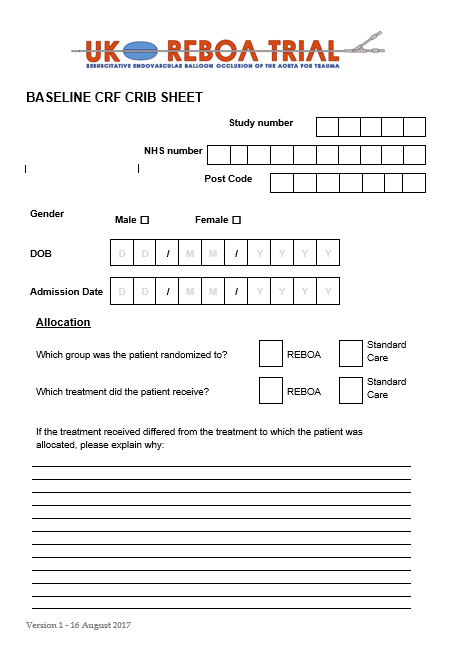 UK REBOA TRIAL
RESUSCITATIVE ENDOVASCULAR BALLOON OCCLUSION OF THE AORTA FOR TRAUMA
BASELINE CRF CRIB SHEET
Study number
NHS number
Post Code
Gender
Male
Female
DOB D D / M M / Y Y Y Y
Admission Date D D / M M / Y Y Y Y
Allocation
Which group was the patient randomized to? REBOA Standard
Care
Which treatment did the patient receive? REBOA Standard
Care
If the treatment received differed from the treatment to which the patient was
allocated, please explain why:
Version 1 - 16 August 2017